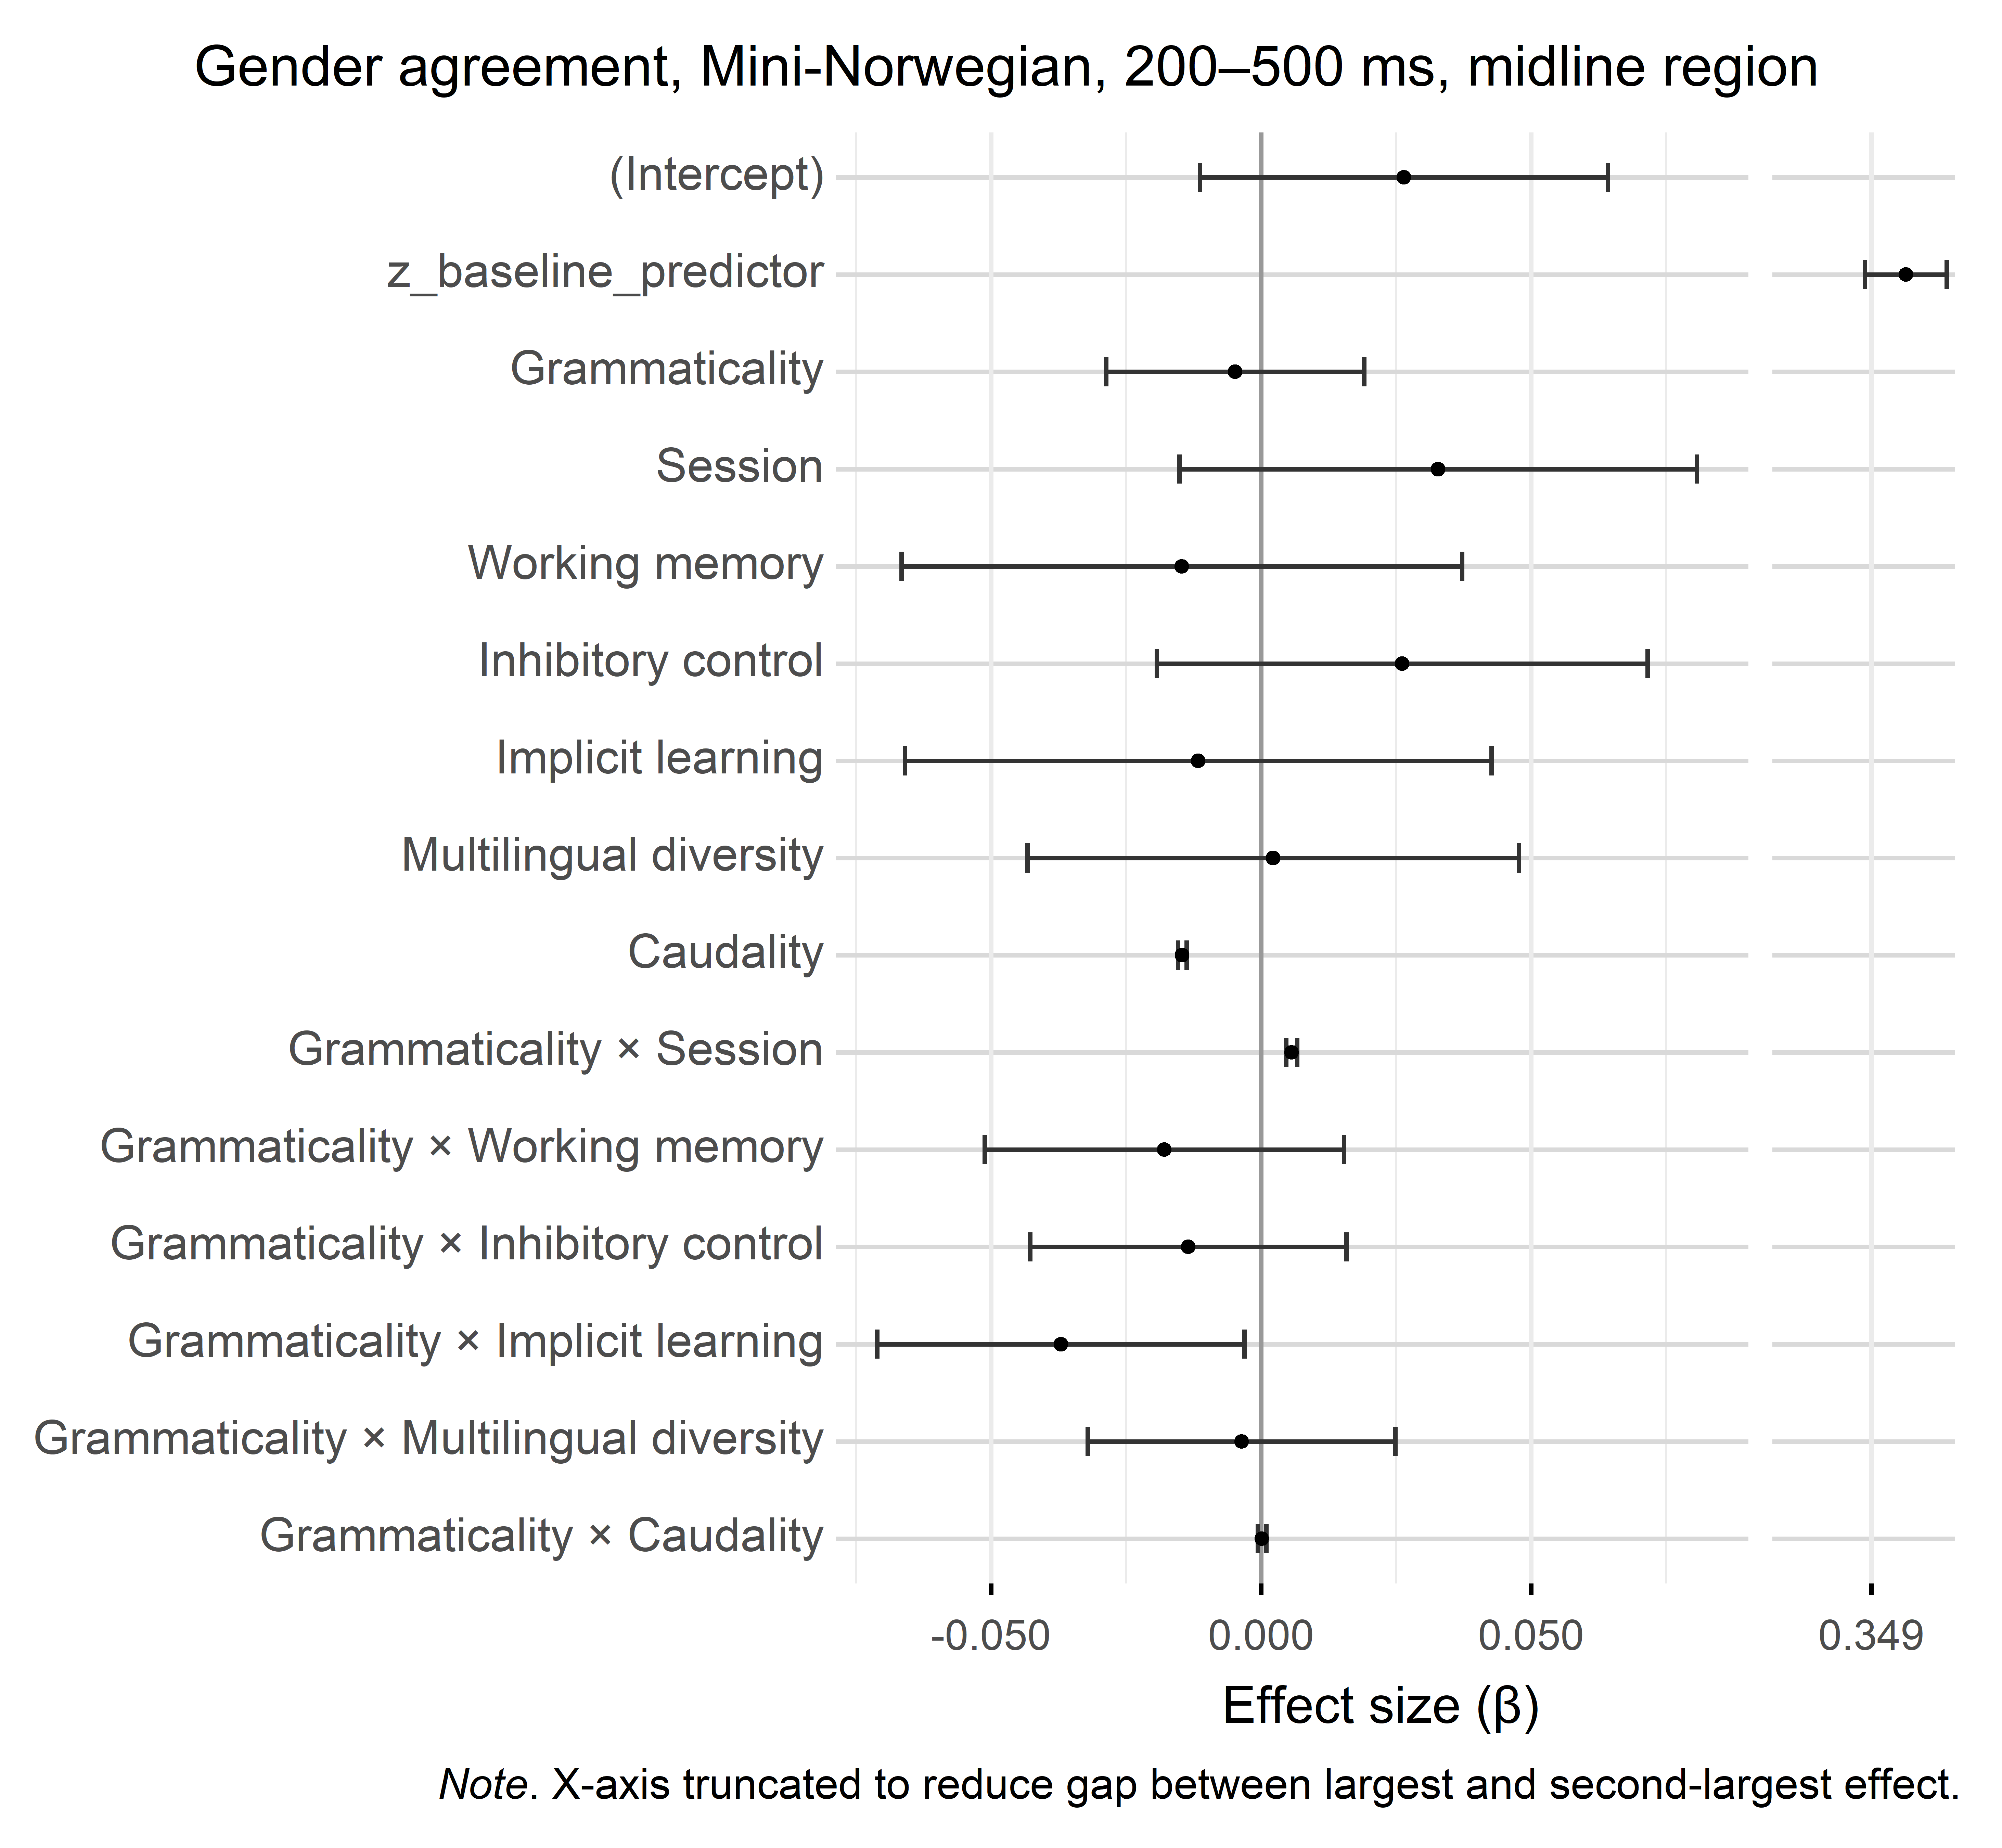 Gender agreement, Mini-Norwegian, 200–500 ms, midline region
(Intercept)
z_baseline_predictor
Grammaticality
Session
Working memory
Inhibitory control
Implicit learning
Multilingual diversity
Caudality
Grammaticality × Session
Grammaticality × Working memory
Grammaticality × Inhibitory control
Grammaticality × Implicit learning
Grammaticality × Multilingual diversity
Grammaticality × Caudality
-0.050 0.000 0.050 0.349
Effect size (β)
Note. X-axis truncated to reduce gap between largest and second-largest effect.